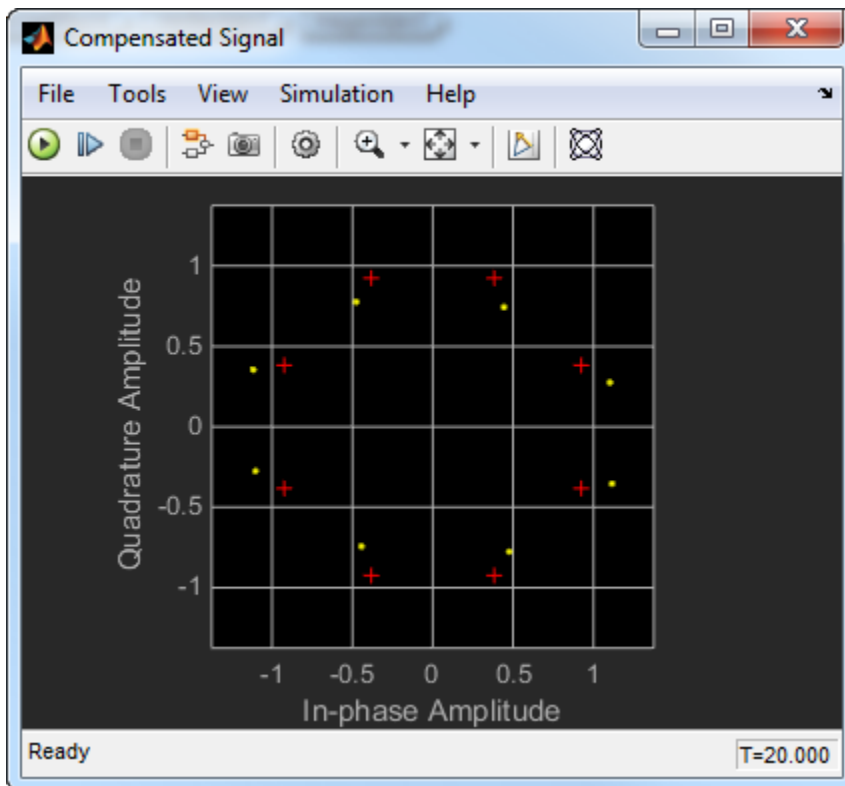 Compensated Signal
File Tools View Simulation Help
1
0.5
0
-0.5
-1
Quadrature Amplitude
-1 -0.5 0 0.5 1
In-phase Amplitude
Ready T=20.000